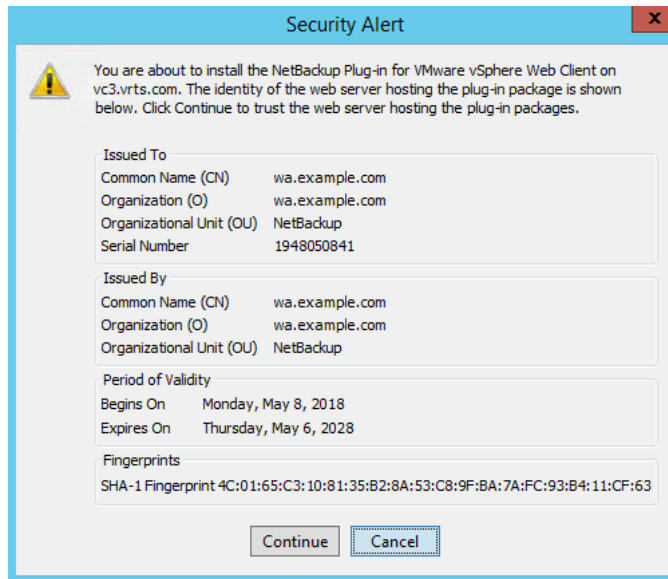 Security Alert
x
You are about to install the NetBackup Plug-in for VMware vSphere Web Client on
vc3.vrts.com. The identity of the web server hosting the plug-in package is shown
below. Click Continue to trust the web server hosting the plug-in packages.
Issued To
Common Name (CN) wa.example.com
Organization (O) wa.example.com
Organizational Unit (OU) NetBackup
Serial Number 1948050841
Issued By
Common Name (CN) wa.example.com
Organization (O) wa.example.com
Organizational Unit (OU) NetBackup
Period of Validity
Begins On Monday, May 8, 2018
Expires On Thursday, May 6, 2028
Fingerprints
SHA-1 Fingerprint 4C:01:65:C3:10:81:35:B2:8A:53:C8:9F:BA:7A:FC:93:B4:11:CF:63
Continue Cancel